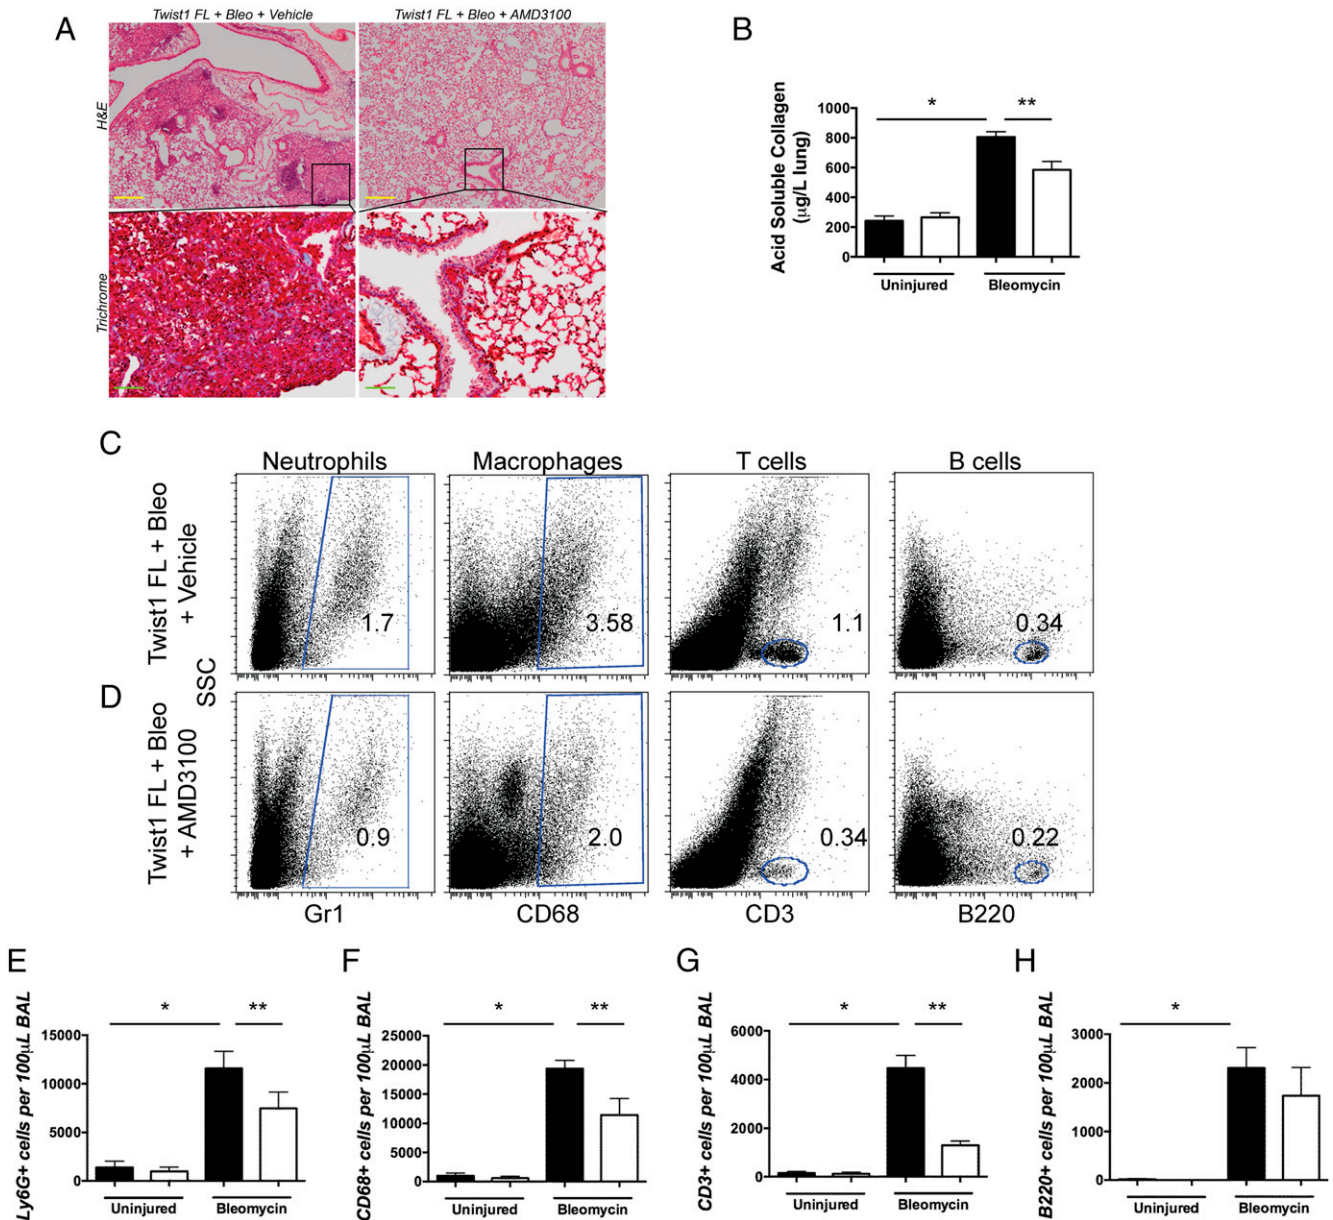 A
Twist1 FL + Bleo + Vehicle
Twist1 FL + Bleo + AMD3100
H&E
Trichrome
B
Acid Soluble Collagen
(μg/L lung)
1000
800
600
400
200
0
*
**
Uninjured
Bleomycin
C
Neutrophils
Macrophages
T cells
B cells
Twist1 FL + Bleo
+ Vehicle
1.7
3.58
1.1
0.34
SSC
D
Twist1 FL + Bleo
+ AMD3100
0.9
2.0
0.34
0.22
Gr1
CD68
CD3
B220
E
Ly6G+ cells per 100μL BAL
15000
10000
5000
0
*
**
Uninjured
Bleomycin
F
CD68+ cells per 100μL BAL
25000
20000
15000
10000
5000
0
*
**
Uninjured
Bleomycin
G
CD3+ cells per 100μL BAL
6000
4000
2000
0
*
**
Uninjured
Bleomycin
H
B220+ cells per 100μL BAL
3000
2000
1000
0
*
Uninjured
Bleomycin